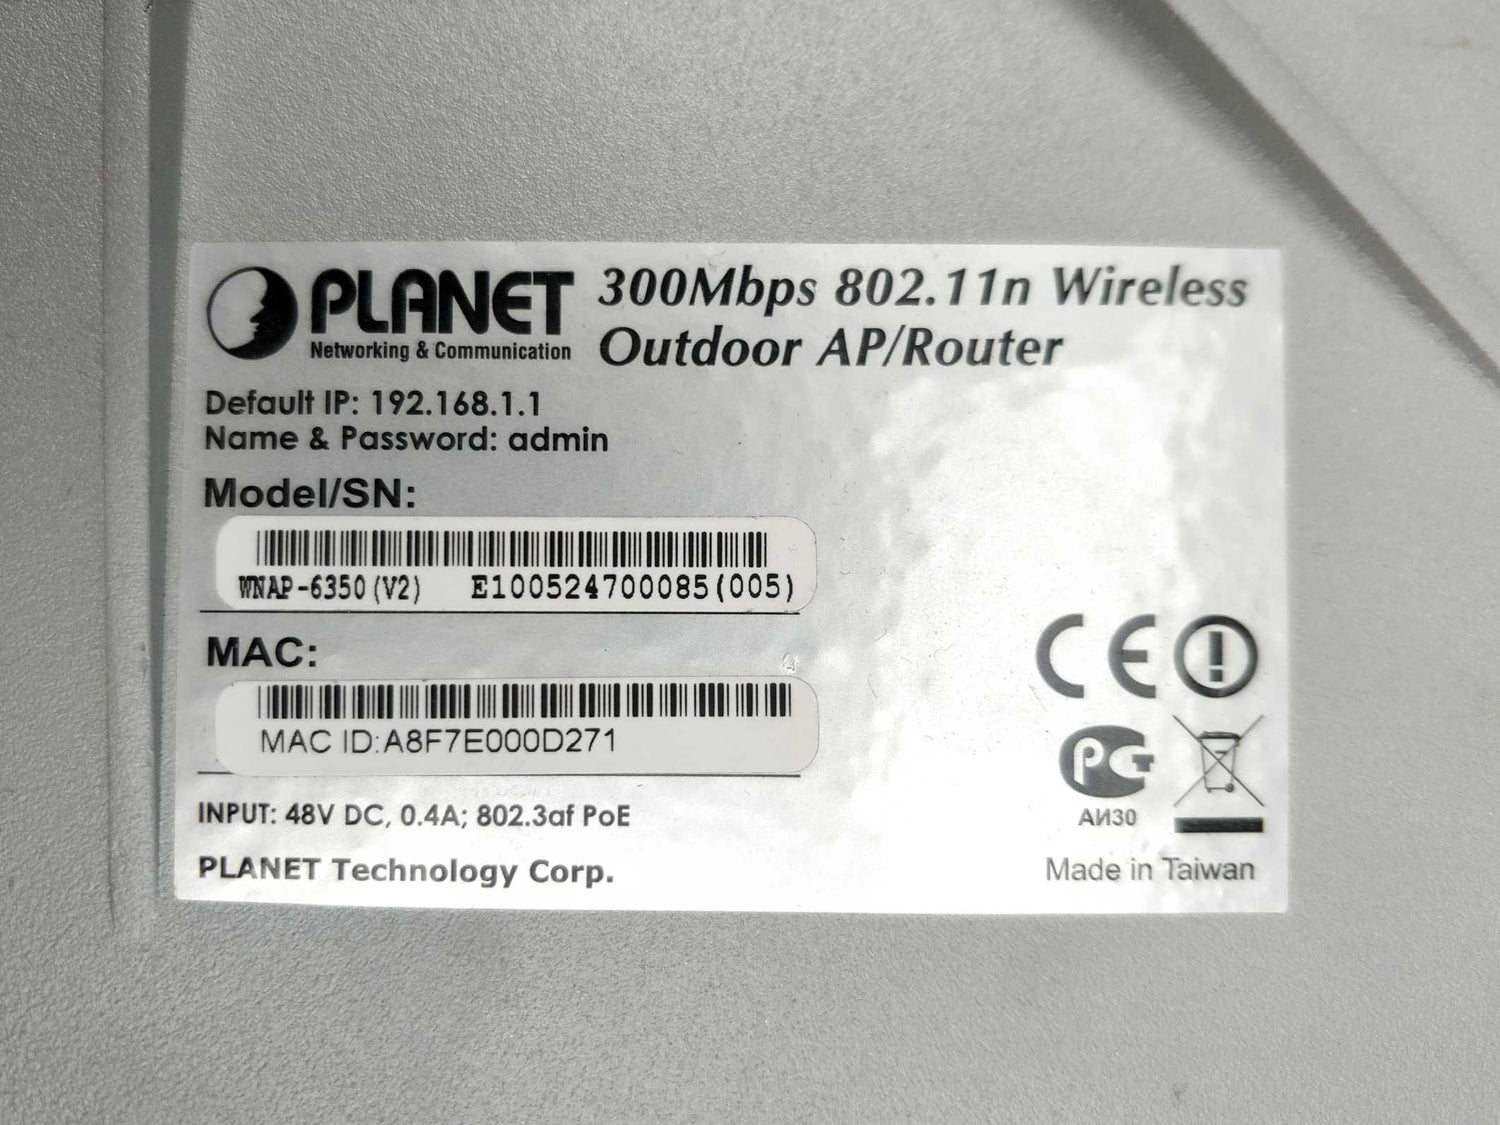 PLANET
Networking & Communication
300Mbps 802.11n Wireless
Outdoor AP/Router
Default IP: 192.168.1.1
Name & Password: admin
Model/SN:
WNAP-6350(V2) E100524700085(005)
MAC:
MAC ID:A8F7E000D271
INPUT: 48V DC, 0.4A; 802.3af PoE
PLANET Technology Corp.
CE
АИ30
Made in Taiwan